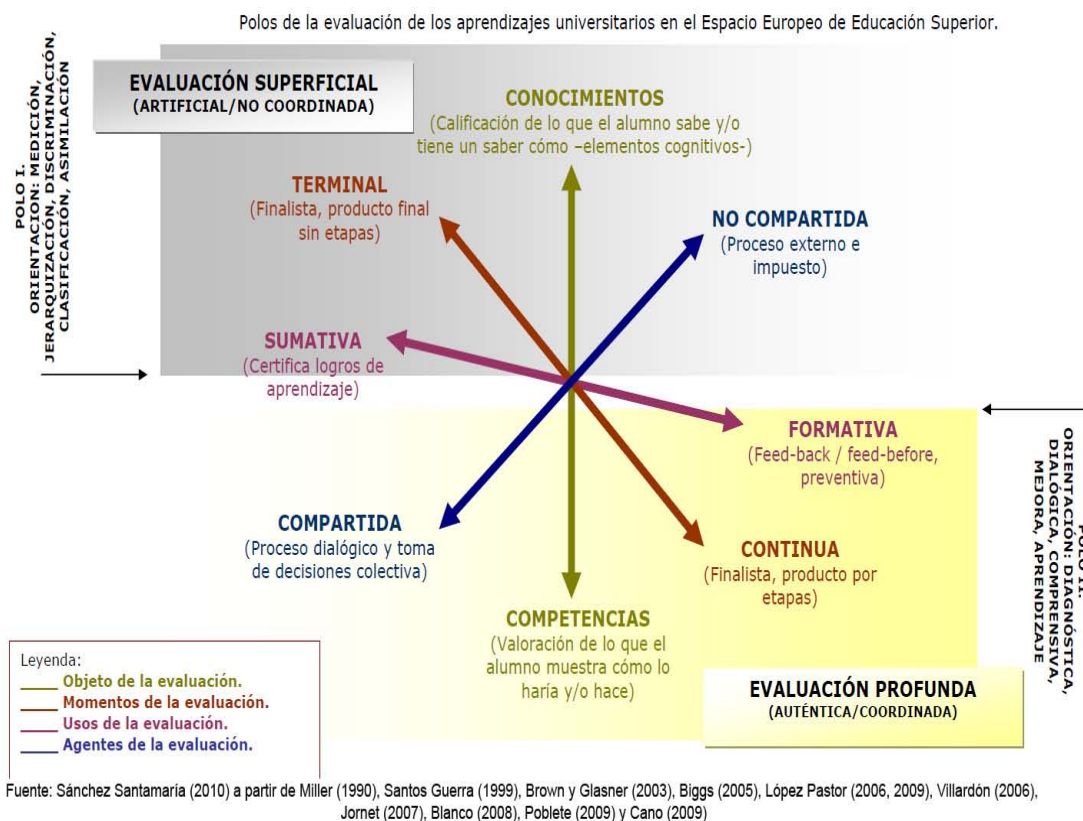 Polos de la evaluación de los aprendizajes universitarios en el Espacio Europeo de Educación Superior.
POLO I.
ORIENTACION: MEDICIÓN,
JERARQUIZACIÓN, DISCRIMINACIÓN,
CLASIFICACIÓN, ASIMILACIÓN
EVALUACIÓN SUPERFICIAL
(ARTIFICIAL/NO COORDINADA)
CONOCIMIENTOS
(Calificación de lo que el alumno sabe y/o
tiene un saber cómo –elementos cognitivos-)
TERMINAL
(Finalista, producto final
sin etapas)
NO COMPARTIDA
(Proceso externo e
impuesto)
SUMATIVA
(Certifica logros de
aprendizaje)
FORMATIVA
(Feed-back / feed-before,
preventiva)
COMPARTIDA
(Proceso dialógico y toma
de decisiones colectiva)
CONTINUA
(Finalista, producto por
etapas)
COMPETENCIAS
(Valoración de lo que el
alumno muestra cómo lo
haría y/o hace)
POLO II.
ORIENTACIÓN: DIAGNÓSTICA,
DIALÓGICA, COMPRENSIVA,
MEJORA, APRENDIZAJE
EVALUACIÓN PROFUNDA
(AUTÉNTICA/COORDINADA)
Leyenda:
Objeto de la evaluación.
Momentos de la evaluación.
Usos de la evaluación.
Agentes de la evaluación.
Fuente: Sánchez Santamaría (2010) a partir de Miller (1990), Santos Guerra (1999), Brown y Glasner (2003), Biggs (2005), López Pastor (2006, 2009), Villardón (2006),
Jornet (2007), Blanco (2008), Poblete (2009) y Cano (2009)